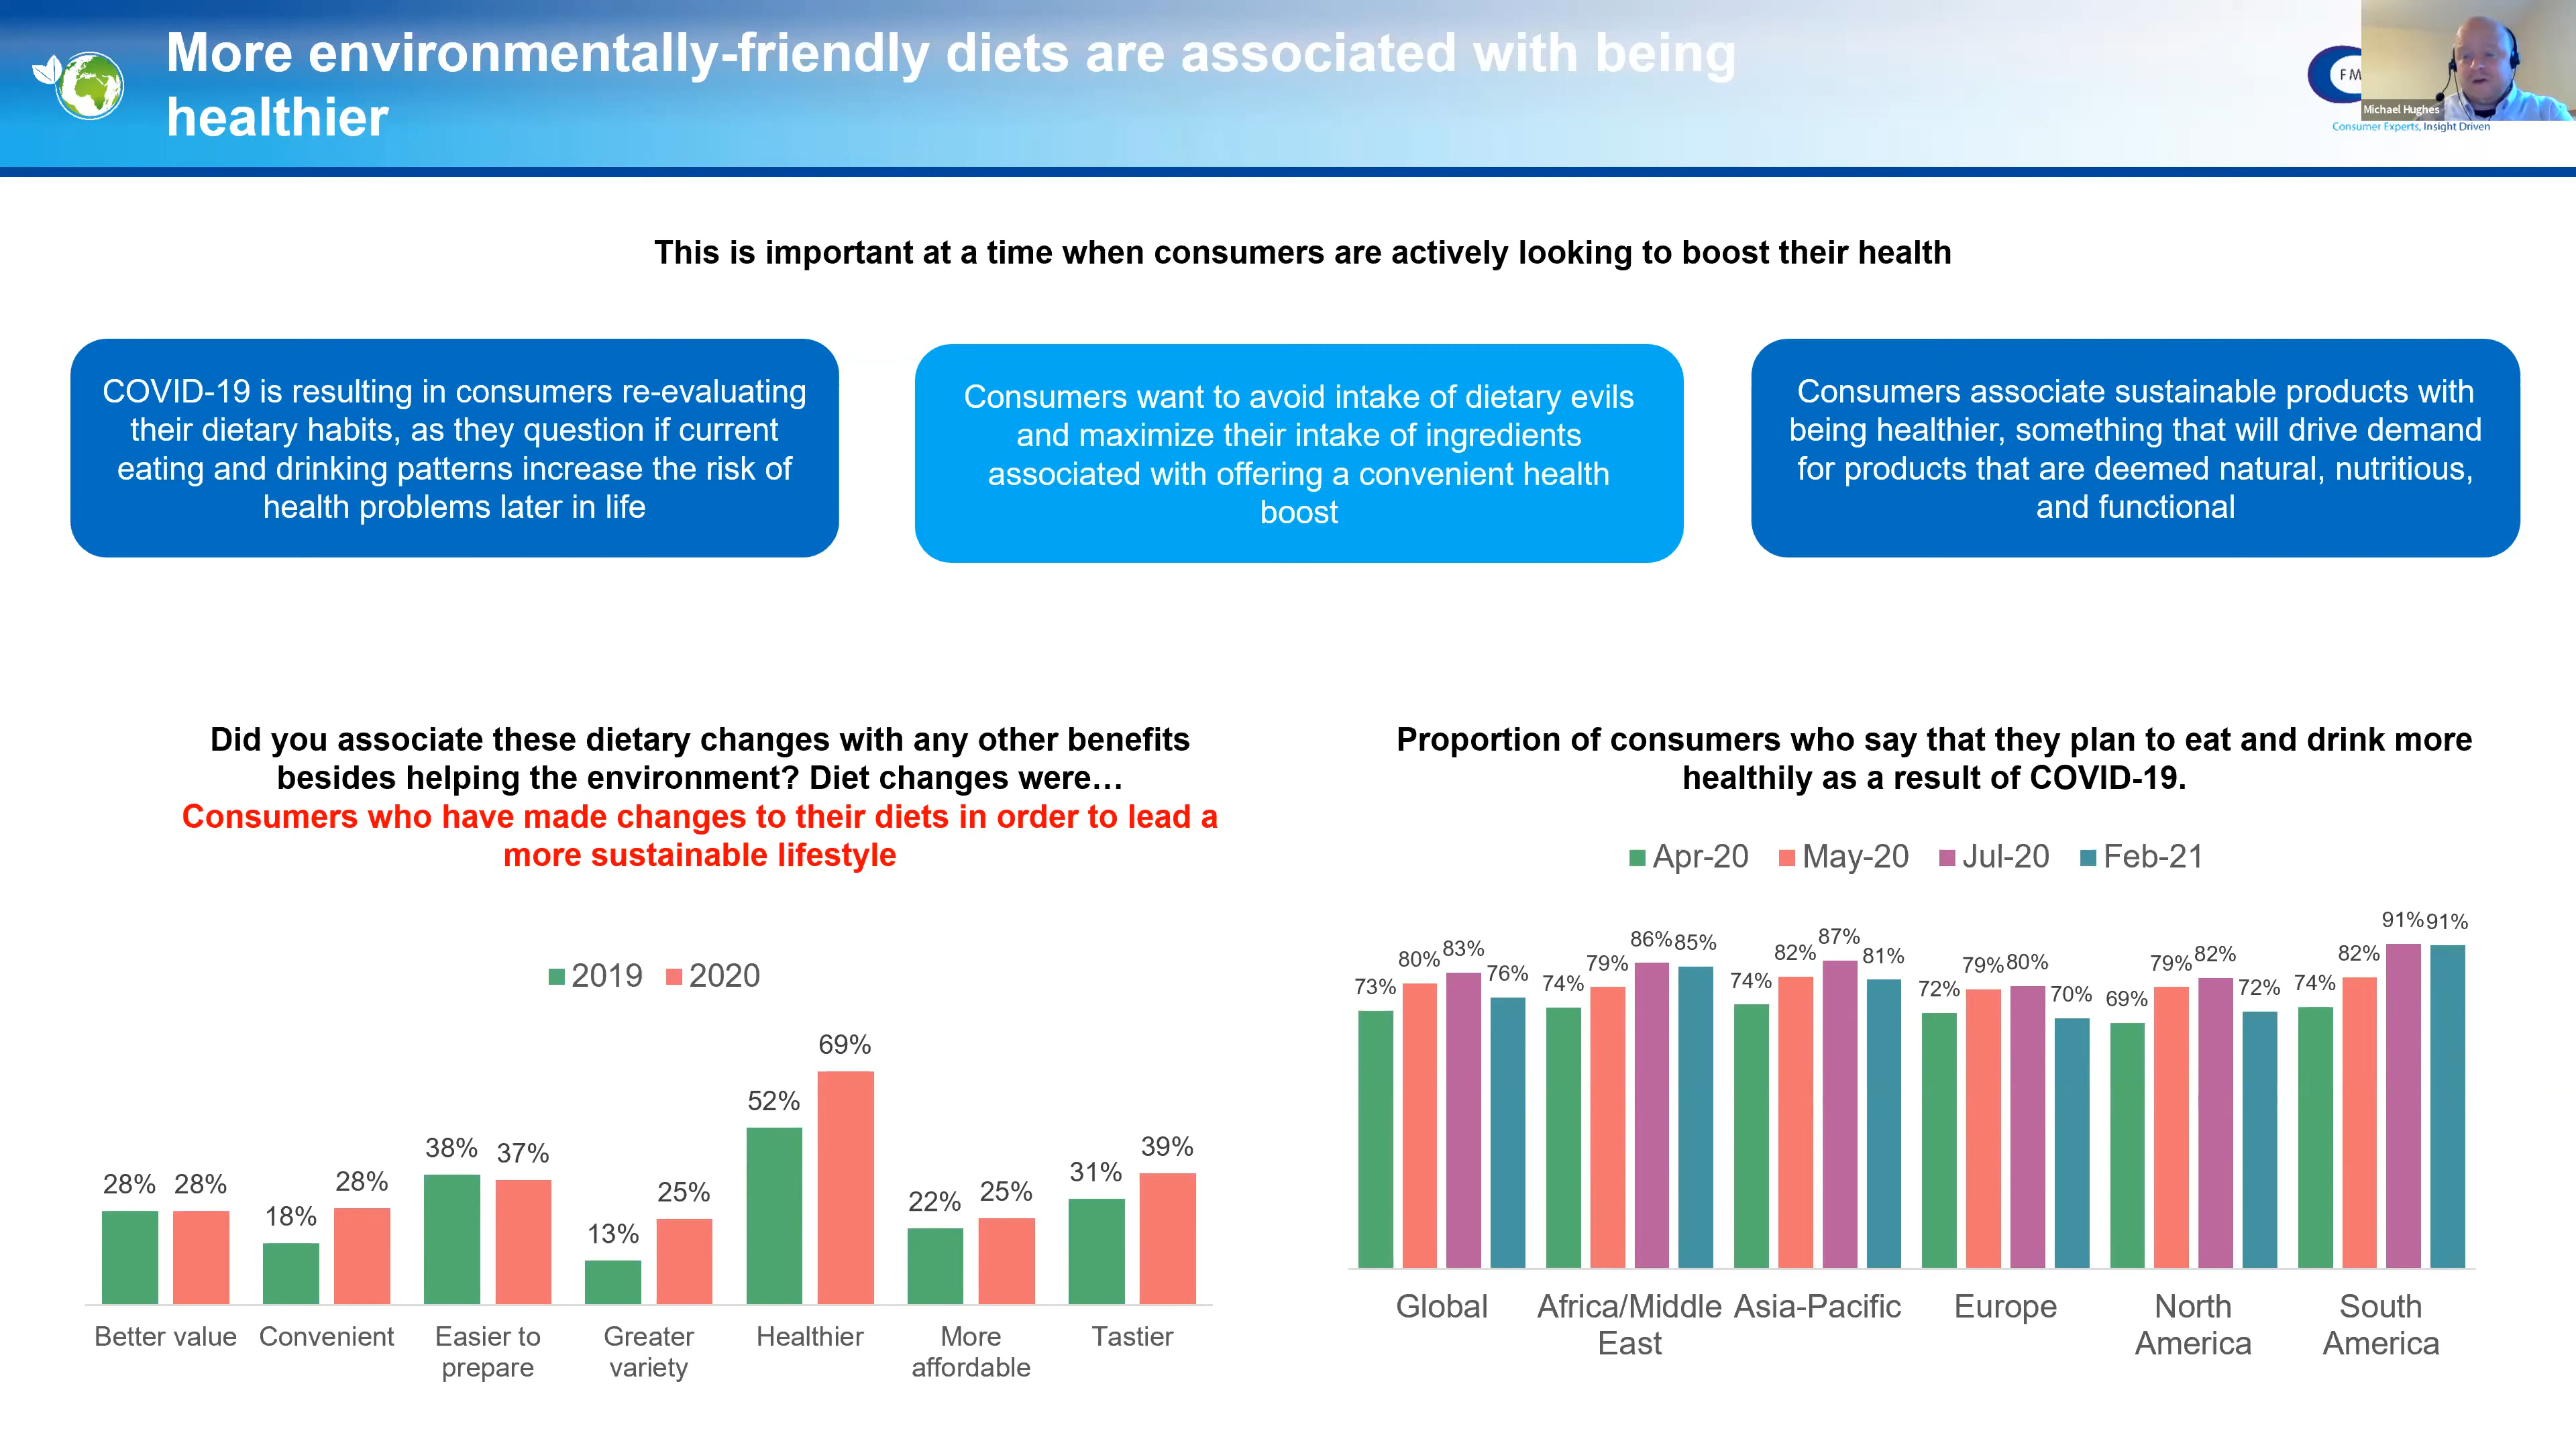 More environmentally-friendly diets are associated with being
healthier
F M
Michael Hughes
Consumer Experts, Insight Driven
This is important at a time when consumers are actively looking to boost their health
COVID-19 is resulting in consumers re-evaluating
their dietary habits, as they question if current
eating and drinking patterns increase the risk of
health problems later in life
Consumers want to avoid intake of dietary evils
and maximize their intake of ingredients
associated with offering a convenient health
boost
Consumers associate sustainable products with
being healthier, something that will drive demand
for products that are deemed natural, nutritious,
and functional
Did you associate these dietary changes with any other benefits
besides helping the environment? Diet changes were…
Consumers who have made changes to their diets in order to lead a
more sustainable lifestyle
2019 2020
28% 28% 18% 28% 38% 37% 13% 25% 52% 69% 22% 25% 31% 39%
Better value Convenient Easier to Greater Healthier More Tastier
prepare variety affordable
Proportion of consumers who say that they plan to eat and drink more
healthily as a result of COVID-19.
Apr-20 May-20 Jul-20 Feb-21
73% 80% 83% 76% 74% 79% 86% 85% 74% 82% 87% 81% 72% 79% 80% 70% 69% 79% 82% 72% 74% 82% 91% 91%
Global Africa/Middle Asia-Pacific Europe North South
East America America